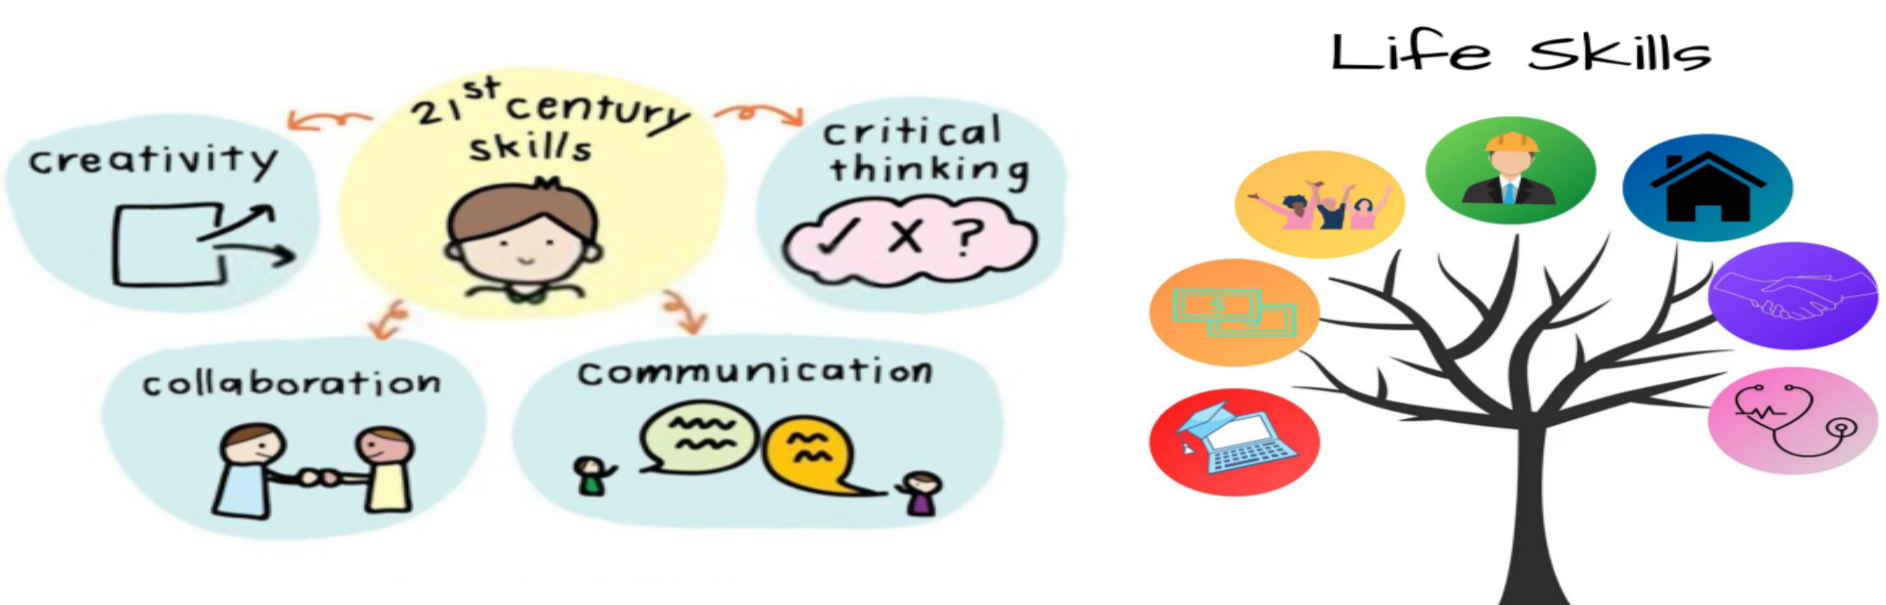 21st century
skills
creativity
critical
thinking
✓ X ?
collaboration
communication
Life Skills
$